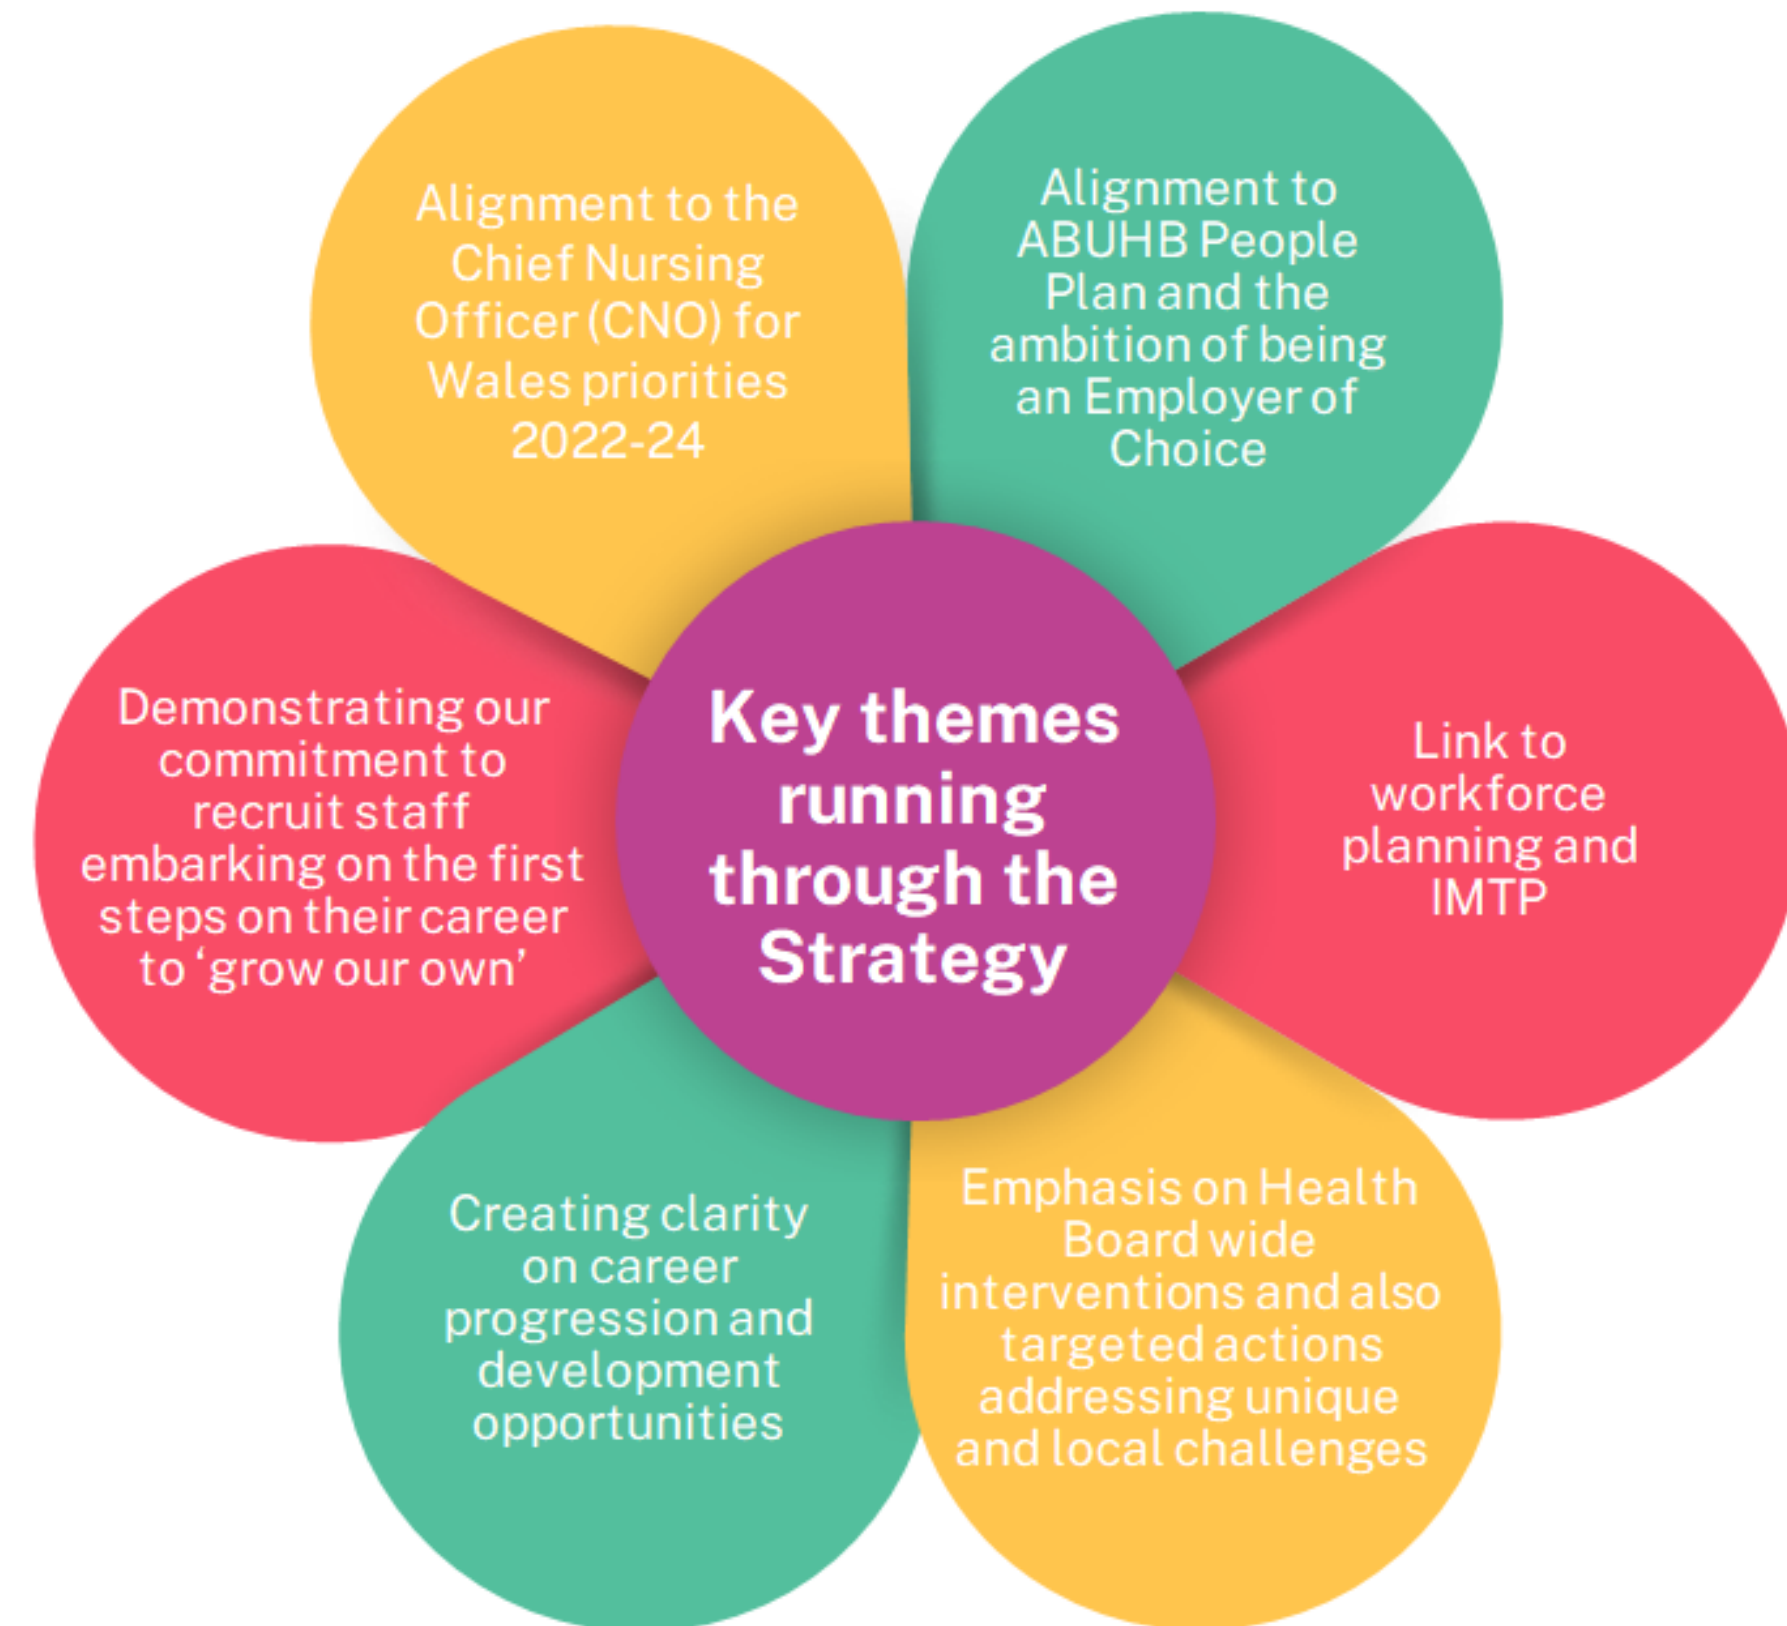 Alignment to the
Chief Nursing
Officer (CNO) for
Wales priorities
2022-24
Alignment to
ABUHB People
Plan and the
ambition of being
an Employer of
Choice
Demonstrating our
commitment to
recruit staff
embarking on the first
steps on their career
to ‘grow our own’
Key themes
running
through the
Strategy
Link to
workforce
planning and
IMTP
Creating clarity
on career
progression and
development
opportunities
Emphasis on Health
Board wide
interventions and also
targeted actions
addressing unique
and local challenges